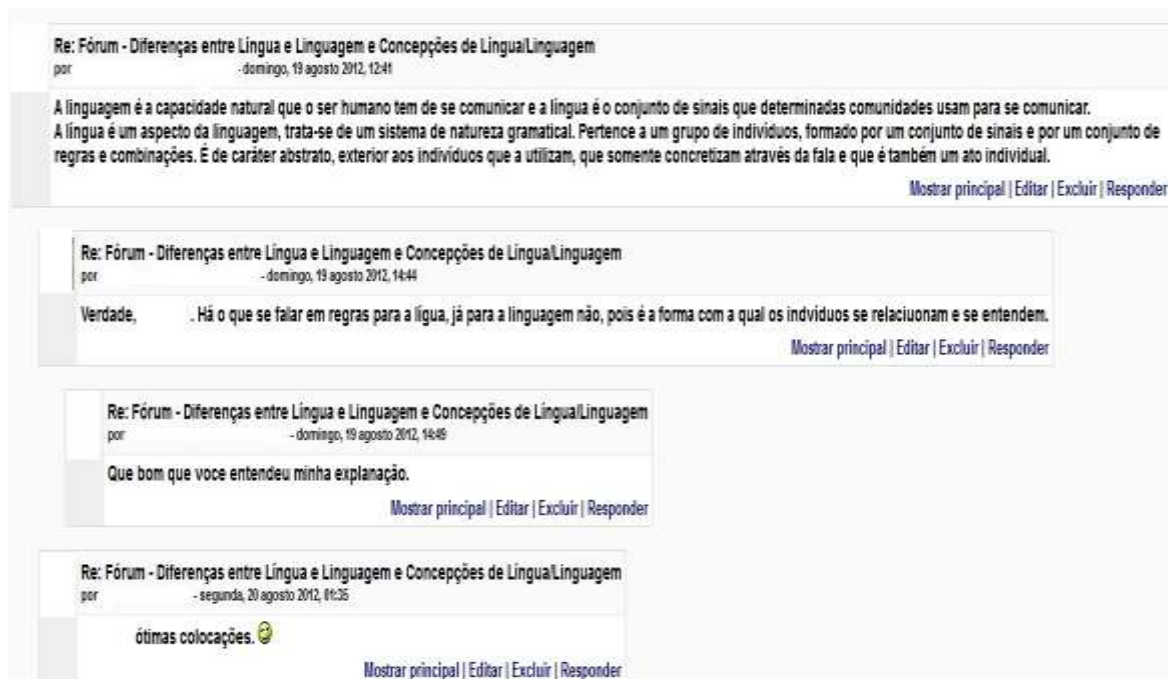 Re: Fórum - Diferenças entre Língua e Linguagem e Concepções de Língua/Linguagem
por - domingo, 19 agosto 2012, 12:41
A linguagem é a capacidade natural que o ser humano tem de se comunicar e a língua é o conjunto de sinais que determinadas comunidades usam para se comunicar.
A língua é um aspecto da linguagem, trata-se de um sistema de natureza gramatical. Pertence a um grupo de indivíduos, formado por um conjunto de sinais e por um conjunto de
regras e combinações. É de caráter abstrato, exterior aos indivíduos que a utilizam, que somente concretizam através da fala e que é também um ato individual.
Mostrar principal | Editar | Excluir | Responder
Re: Fórum - Diferenças entre Língua e Linguagem e Concepções de Língua/Linguagem
por - domingo, 19 agosto 2012, 14:44
Verdade, . Há o que se falar em regras para a lígua, já para a linguagem não, pois é a forma com a qual os indvíduos se relaciuonam e se entendem.
Mostrar principal | Editar | Excluir | Responder
Re: Fórum - Diferenças entre Língua e Linguagem e Concepções de Língua/Linguagem
por - domingo, 19 agosto 2012, 14:49
Que bom que voce entendeu minha explanação.
Mostrar principal | Editar | Excluir | Responder
Re: Fórum - Diferenças entre Língua e Linguagem e Concepções de Língua/Linguagem
por - segunda, 20 agosto 2012, 01:35
ótimas colocações.
Mostrar principal | Editar | Excluir | Responder